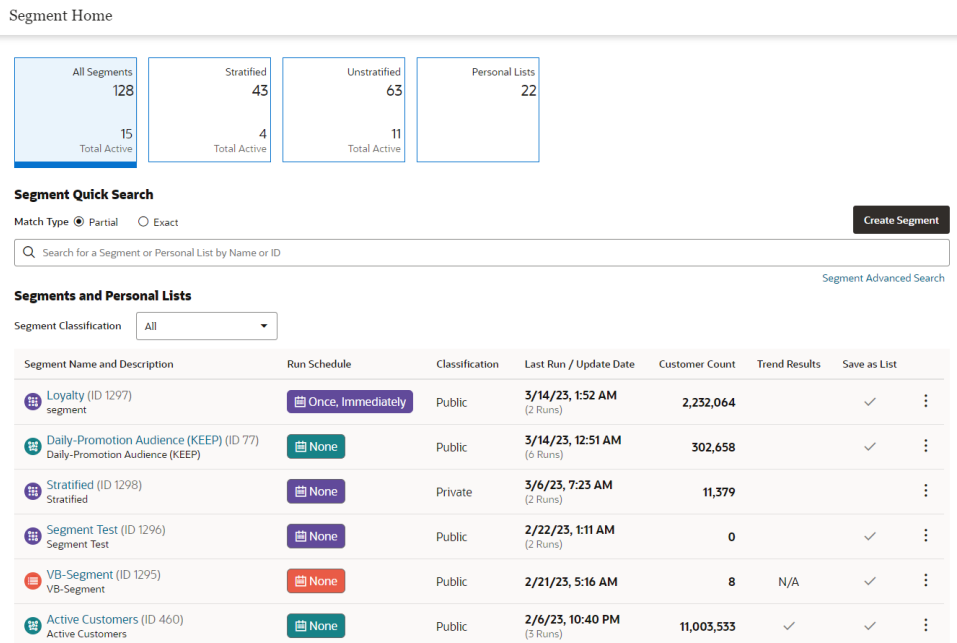 Segment Home
All Segments
128
15
Total Active
Stratified
43
4
Total Active
Unstratified
63
11
Total Active
Personal Lists
22
Segment Quick Search
Match Type Partial Exact
Create Segment
Search for a Segment or Personal List by Name or ID
Segment Advanced Search
Segments and Personal Lists
Segment Classification All
Segment Name and Description Run Schedule Classification Last Run / Update Date Customer Count Trend Results Save as List
Loyalty (ID 1297)
segment
Once, Immediately
Public
3/14/23, 1:52 AM
(2 Runs)
2,232,064
Daily-Promotion Audience (KEEP) (ID 77)
Daily-Promotion Audience (KEEP)
None
Public
3/14/23, 12:51 AM
(6 Runs)
302,658
Stratified (ID 1298)
Stratified
None
Private
3/6/23, 7:23 AM
(2 Runs)
11,379
Segment Test (ID 1296)
Segment Test
None
Public
2/22/23, 1:11 AM
(2 Runs)
0
VB-Segment (ID 1295)
VB-Segment
None
Public
2/21/23, 5:16 AM
8
N/A
Active Customers (ID 460)
Active Customers
None
Public
2/6/23, 10:40 PM
(3 Runs)
11,003,533